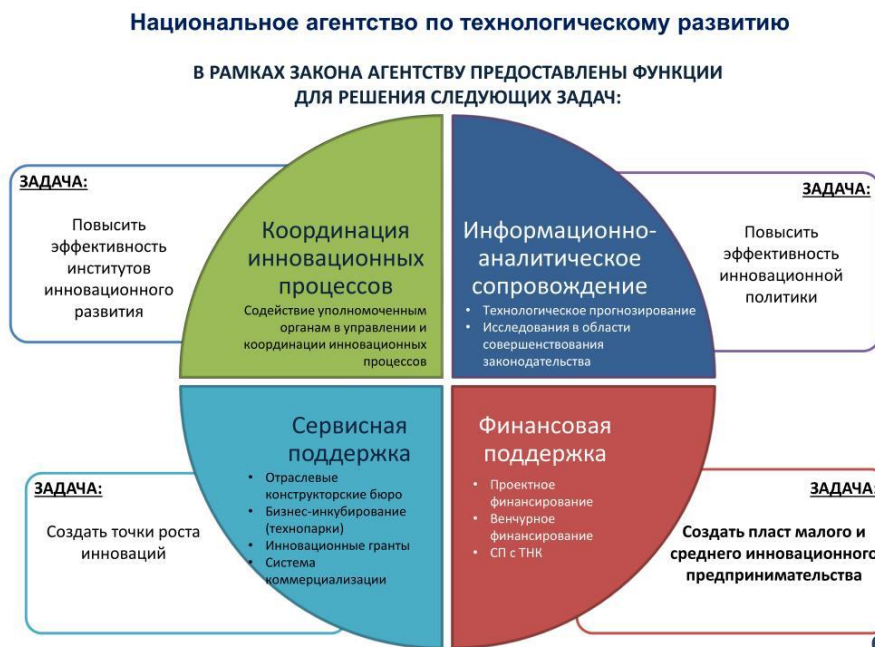 Национальное агентство по технологическому развитию
В РАМКАХ ЗАКОНА АГЕНТСТВУ ПРЕДОСТАВЛЕНЫ ФУНКЦИИ
ДЛЯ РЕШЕНИЯ СЛЕДУЮЩИХ ЗАДАЧ:
ЗАДАЧА:
Повысить
эффективность
институтов
инновационного
развития
Координация
инновационных
процессов
Содействие уполномоченным
органам в управлении и
координации инновационных
процессов
Информационно-
аналитическое
сопровождение
• Технологическое прогнозирование
• Исследования в области
совершенствования
законодательства
ЗАДАЧА:
Повысить
эффективность
инновационной
политики
ЗАДАЧА:
Создать точки роста
инноваций
Сервисная
поддержка
• Отраслевые
конструкторские бюро
• Бизнес-инкубирование
(технопарки)
• Инновационные гранты
• Система
коммерциализации
Финансовая
поддержка
• Проектное
финансирование
• Венчурное
финансирование
• СП с ТНК
ЗАДАЧА:
Создать пласт малого и
среднего инновационного
предпринимательства